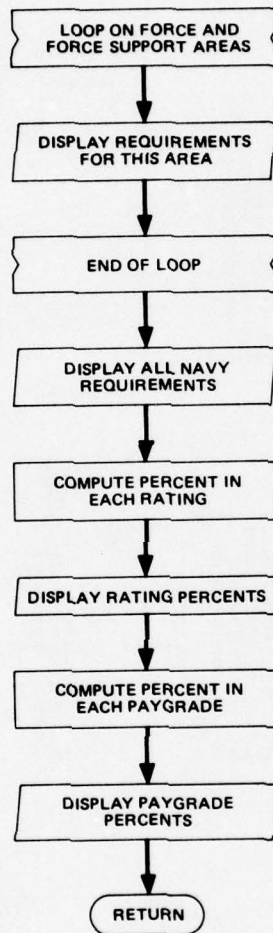 LOOP ON FORCE AND
FORCE SUPPORT AREAS
DISPLAY REQUIREMENTS
FOR THIS AREA
END OF LOOP
DISPLAY ALL NAVY
REQUIREMENTS
COMPUTE PERCENT IN
EACH RATING
DISPLAY RATING PERCENTS
COMPUTE PERCENT IN
EACH PAYGRADE
DISPLAY PAYGRADE
PERCENTS
RETURN